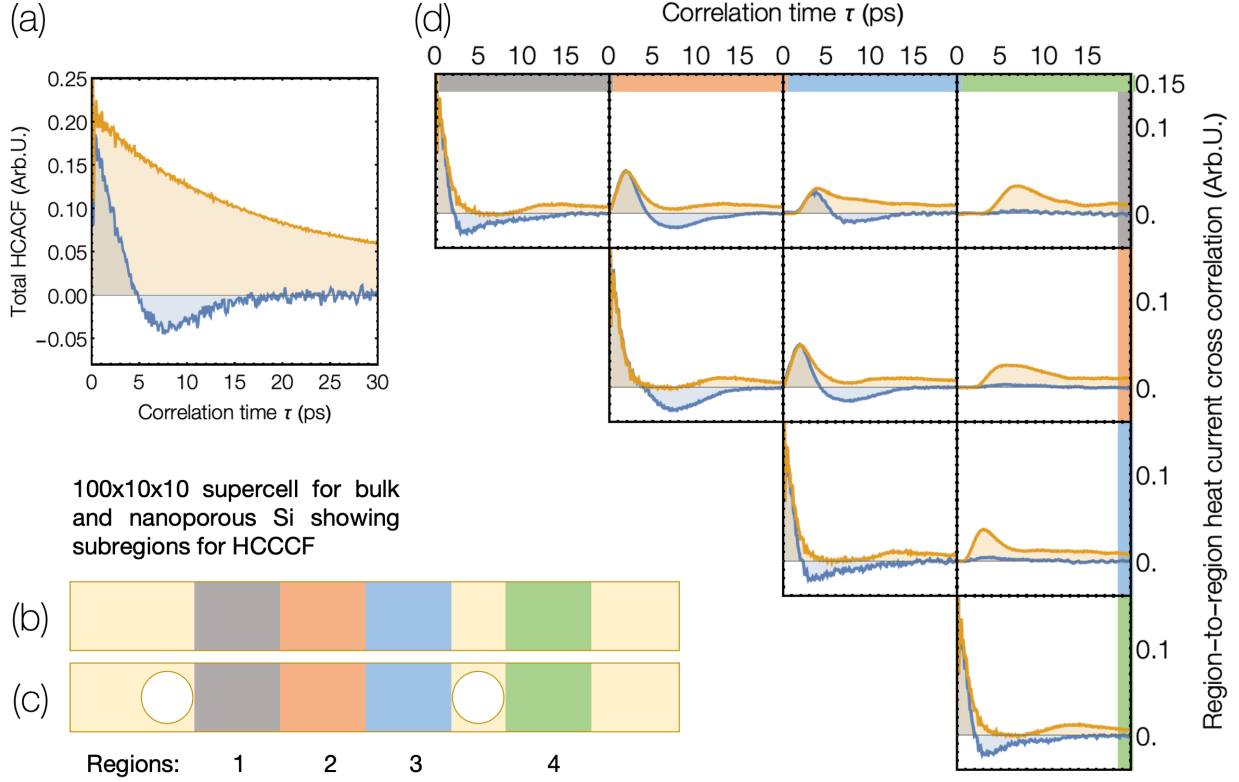 (a)
(d)
Correlation time τ (ps)
0 5 10 15 0 5 10 15 0 5 10 15 0 5 10 15
0.25
0.20
0.15
0.10
0.05
0.00
−0.05
Total HCACF (Arb.U.)
0 5 10 15 20 25 30
Correlation time τ (ps)
0.15
0.1
0.
0.1
0.
0.1
0.
0.1
0.
Region−to−region heat current cross correlation (Arb.U.)
100x10x10 supercell for bulk
and nanoporous Si showing
subregions for HCCCF
(b)
(c)
Regions: 1 2 3 4